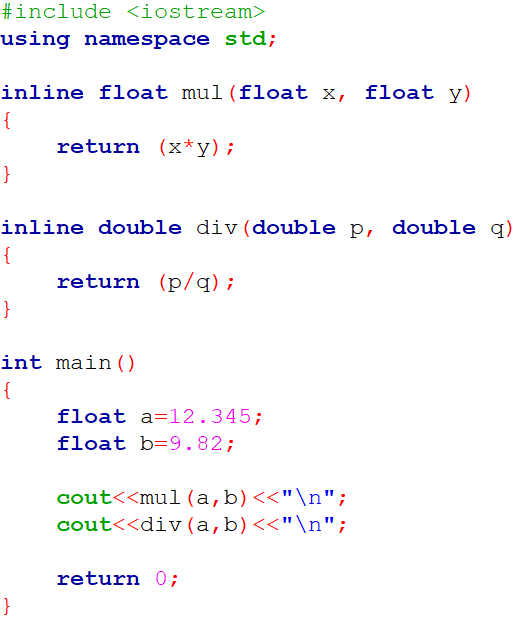 #include <iostream>
using namespace std;
inline float mul(float x, float y)
{
    return (x*y);
}
inline double div(double p, double q)
{
    return (p/q);
}
int main()
{
    float a=12.345;
    float b=9.82;
    cout<<mul(a,b)<<"\n";
    cout<<div(a,b)<<"\n";
    return 0;
}